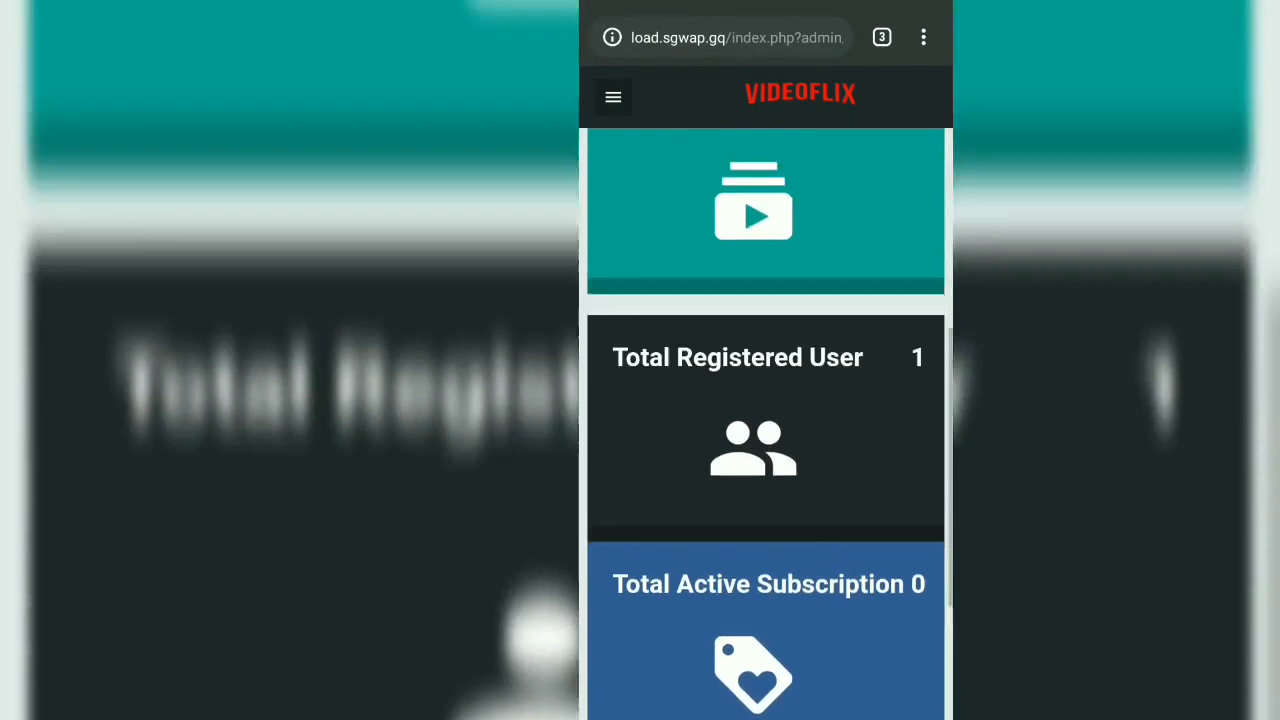 load.sgwap.gq/index.php?admin
3
VIDEOFLIX
Total Registered User 1
Total Active Subscription 0